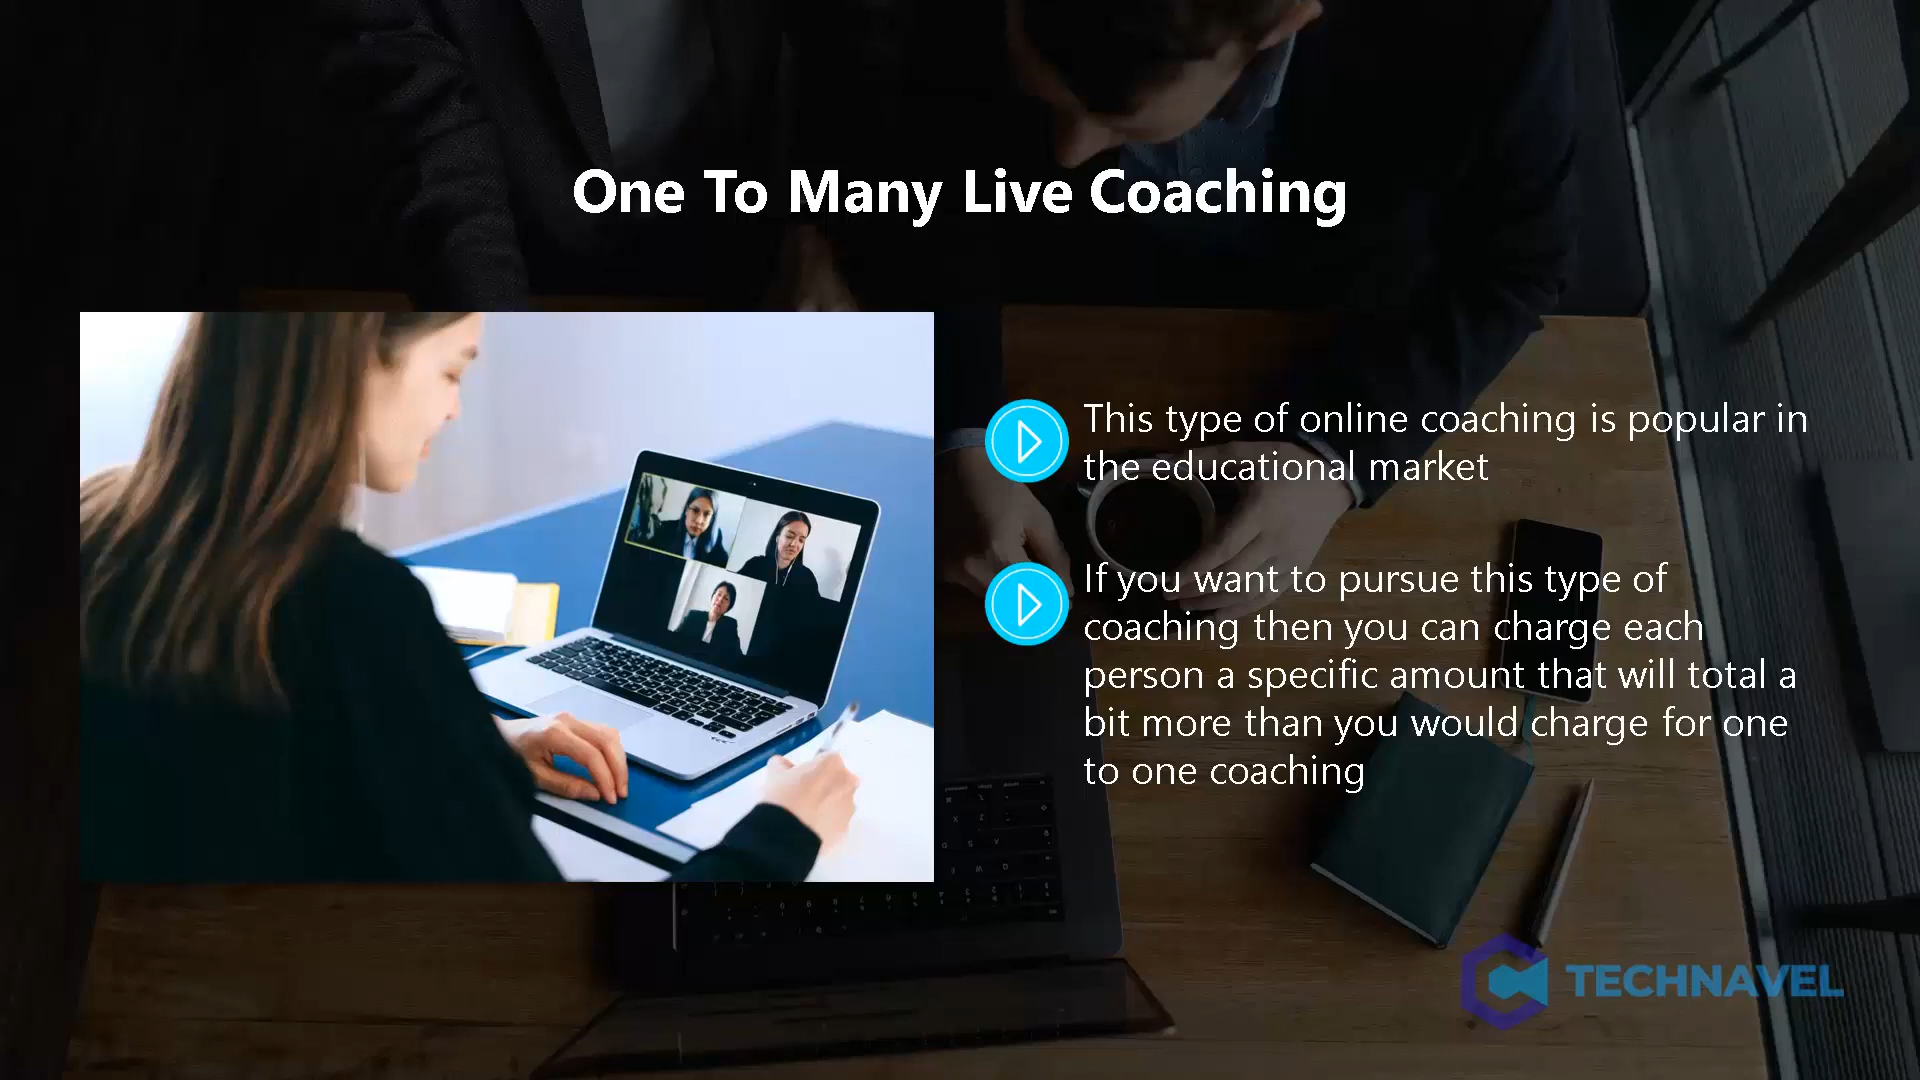 One To Many Live Coaching
This type of online coaching is popular in
the educational market
If you want to pursue this type of
coaching then you can charge each
person a specific amount that will total a
bit more than you would charge for one
to one coaching
TECHNAVEL